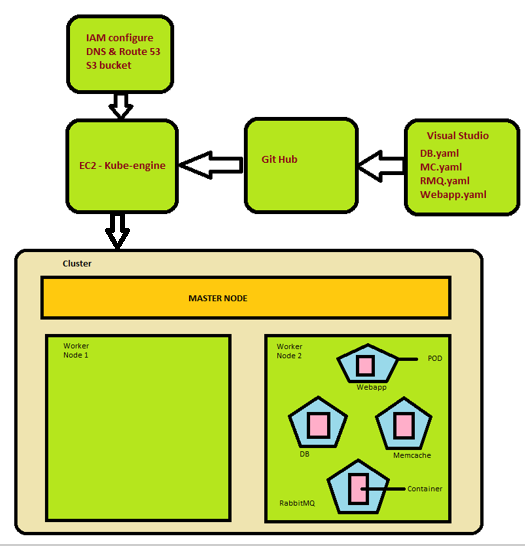 IAM configure
DNS & Route 53
S3 bucket
EC2 - Kube-engine
Git Hub
Visual Studio
DB.yaml
MC.yaml
RMQ.yaml
Webapp.yaml
Cluster
MASTER NODE
Worker
Node 1
Worker
Node 2
POD
Webapp
DB
Memcache
Container
RabbitMQ